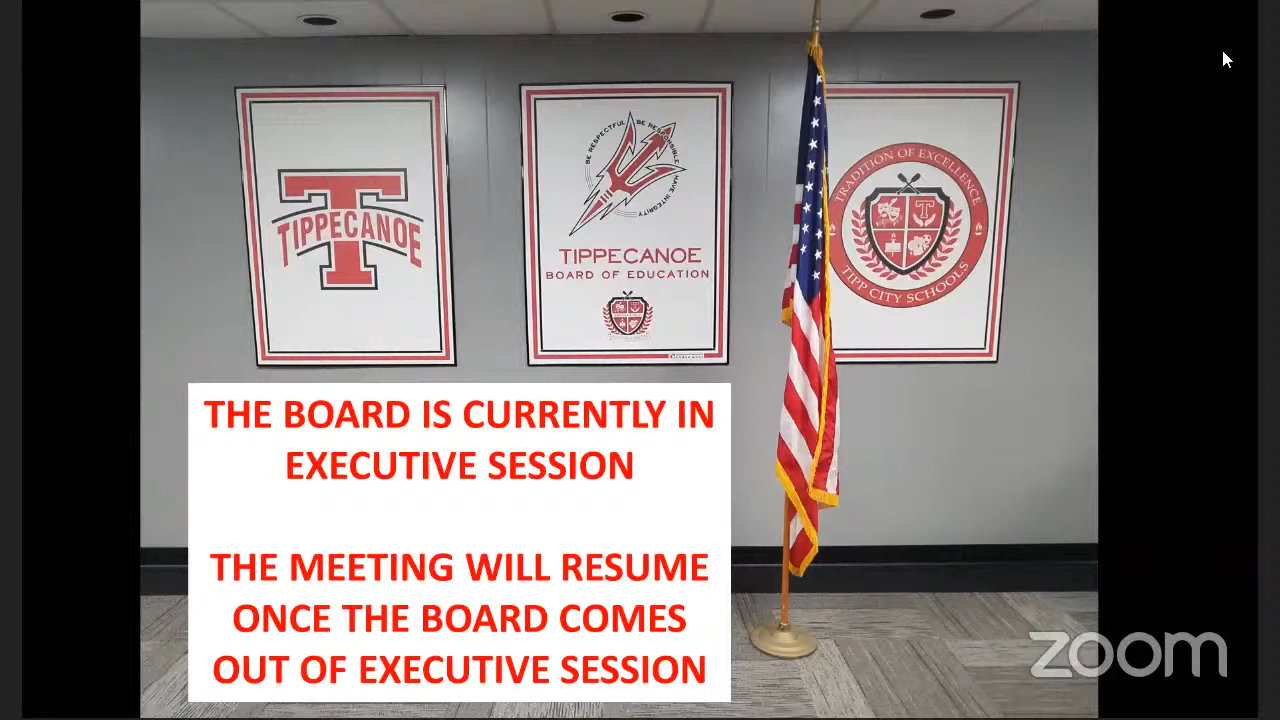 TIPPECANOE
BE RESPECTFUL
BE RESPONSIBLE
HAVE INTEGRITY
TIPPECANOE
BOARD OF EDUCATION
TRADITION OF EXCELLENCE
T
TIPP CITY SCHOOLS
THE BOARD IS CURRENTLY IN
EXECUTIVE SESSION
THE MEETING WILL RESUME
ONCE THE BOARD COMES
OUT OF EXECUTIVE SESSION
zoom